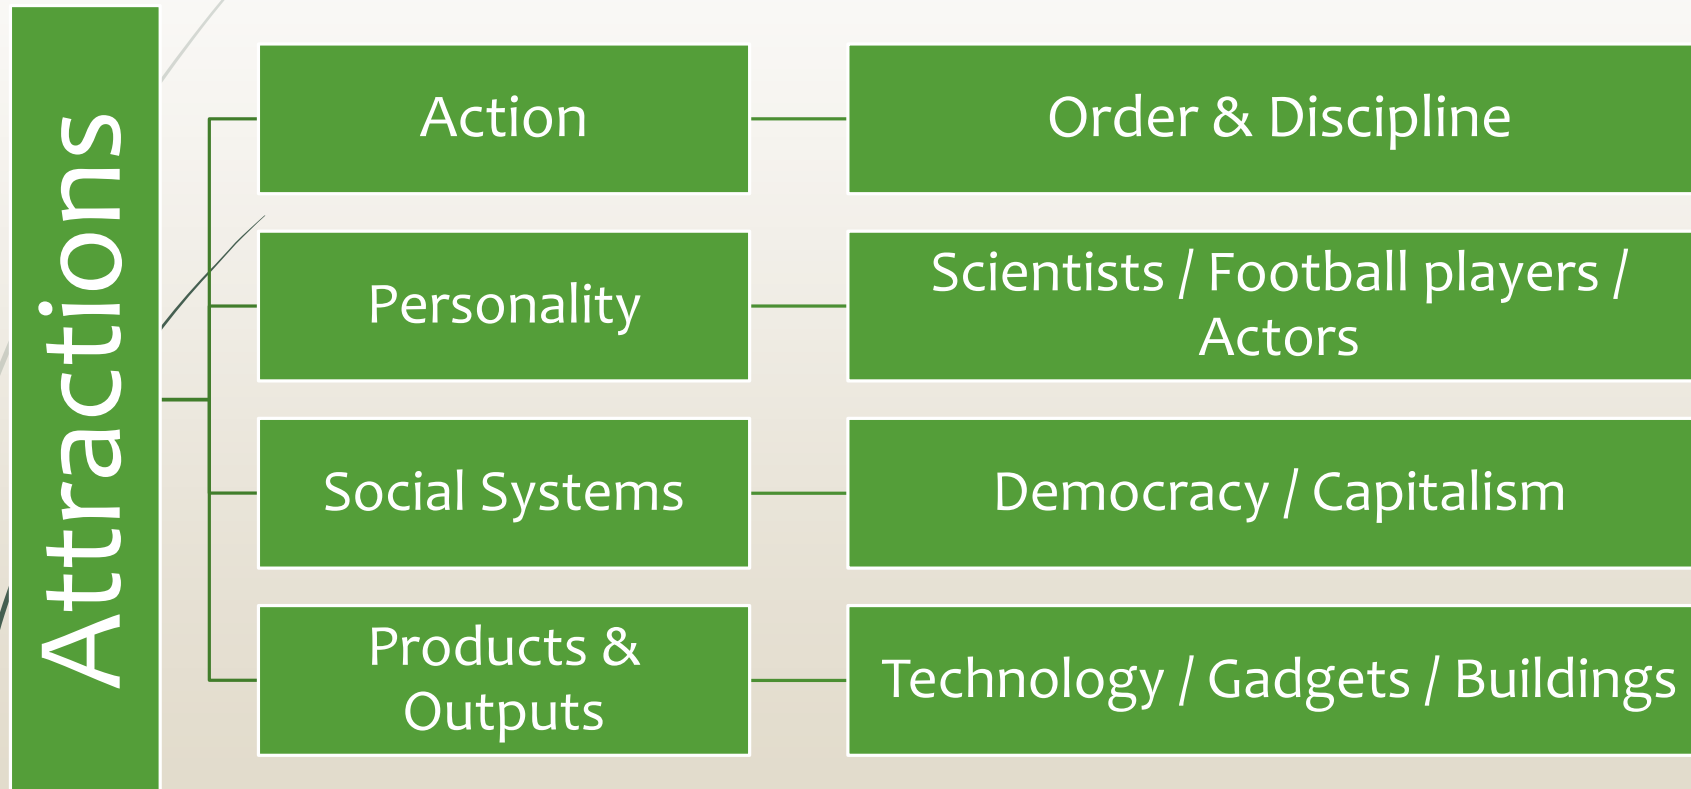 Attractions
Action
Order & Discipline
Personality
Scientists / Football players /
Actors
Social Systems
Democracy / Capitalism
Products &
Outputs
Technology / Gadgets / Buildings